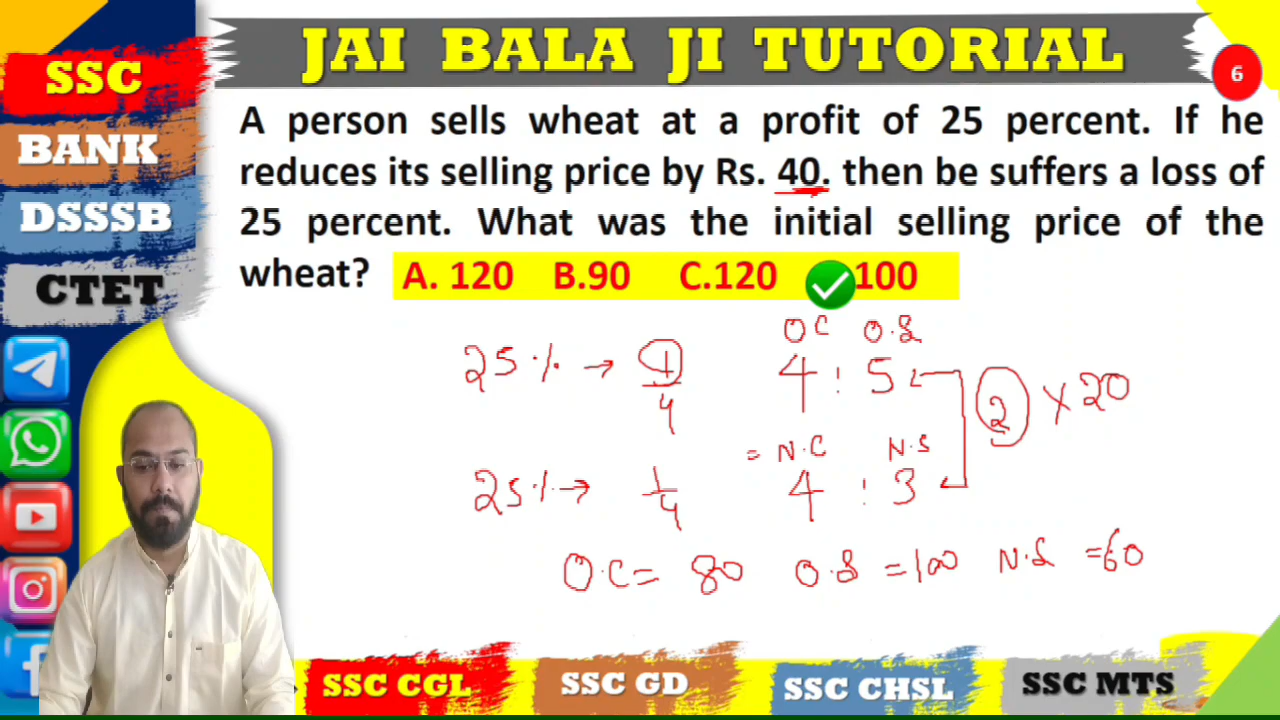 JAI BALA JI TUTORIAL
6
SSC
BANK
DSSSB
CTET
A person sells wheat at a profit of 25 percent. If he
reduces its selling price by Rs. 40. then be suffers a loss of
25 percent. What was the initial selling price of the
wheat? A. 120 B.90 C.120 100
O C O.S
25% → 1/4 4 : 5 2 × 20
= N.C N.S
25% → 1/4 4 : 3
O.C = 80 O.S = 100 N.S = 60
SSC CGL SSC GD SSC CHSL SSC MTS